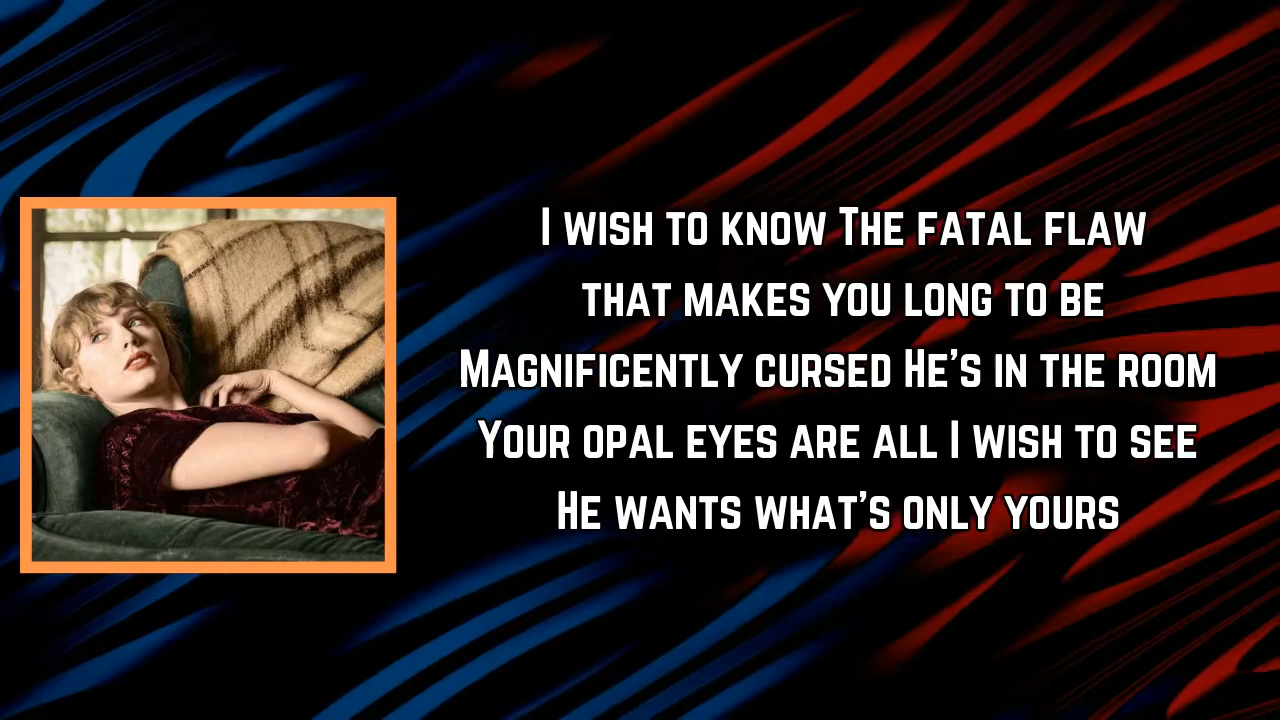 I wish to know The fatal flaw
that makes you long to be
Magnificently cursed He's in the room
Your opal eyes are all I wish to see
He wants what's only yours